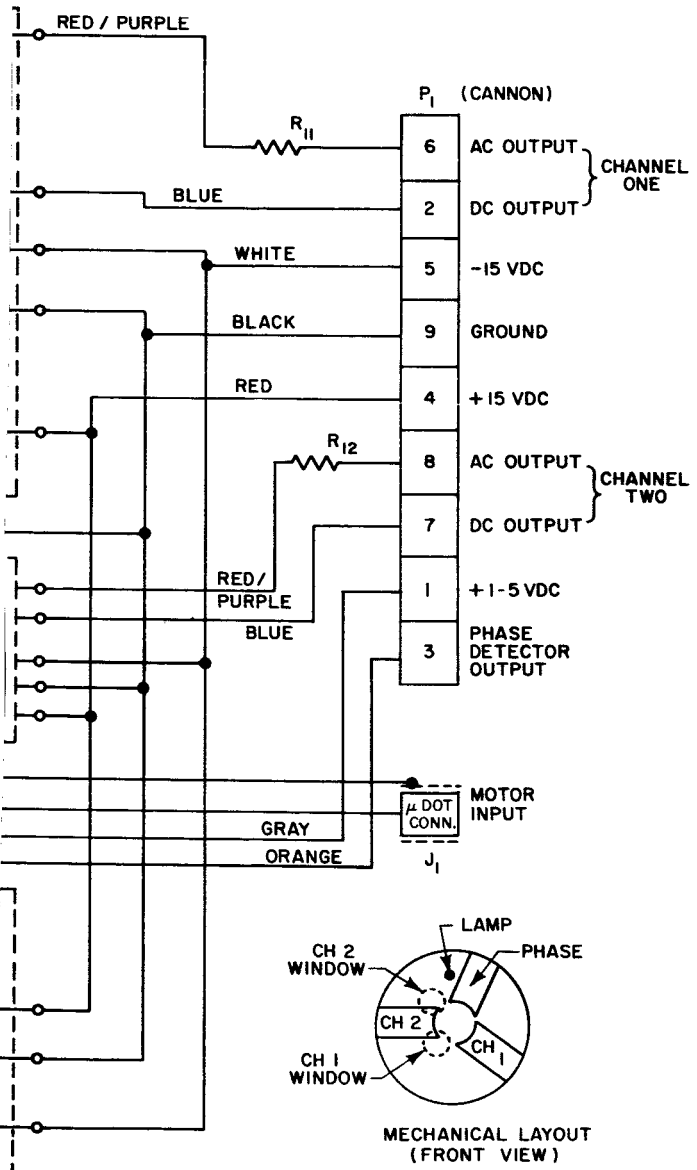 RED / PURPLE
P1 (CANNON)
R11
6 AC OUTPUT
CHANNEL
ONE
BLUE
2 DC OUTPUT
WHITE
5 -15 VDC
BLACK
9 GROUND
RED
4 +15 VDC
R12
8 AC OUTPUT
CHANNEL
TWO
7 DC OUTPUT
RED/
PURPLE
1 +1-5 VDC
BLUE
3 PHASE
DETECTOR
OUTPUT
MOTOR
INPUT
μ DOT
CONN.
GRAY
ORANGE
J1
LAMP
CH 2
WINDOW
PHASE
CH 2
CH 1
CH 1
WINDOW
MECHANICAL LAYOUT
(FRONT VIEW)